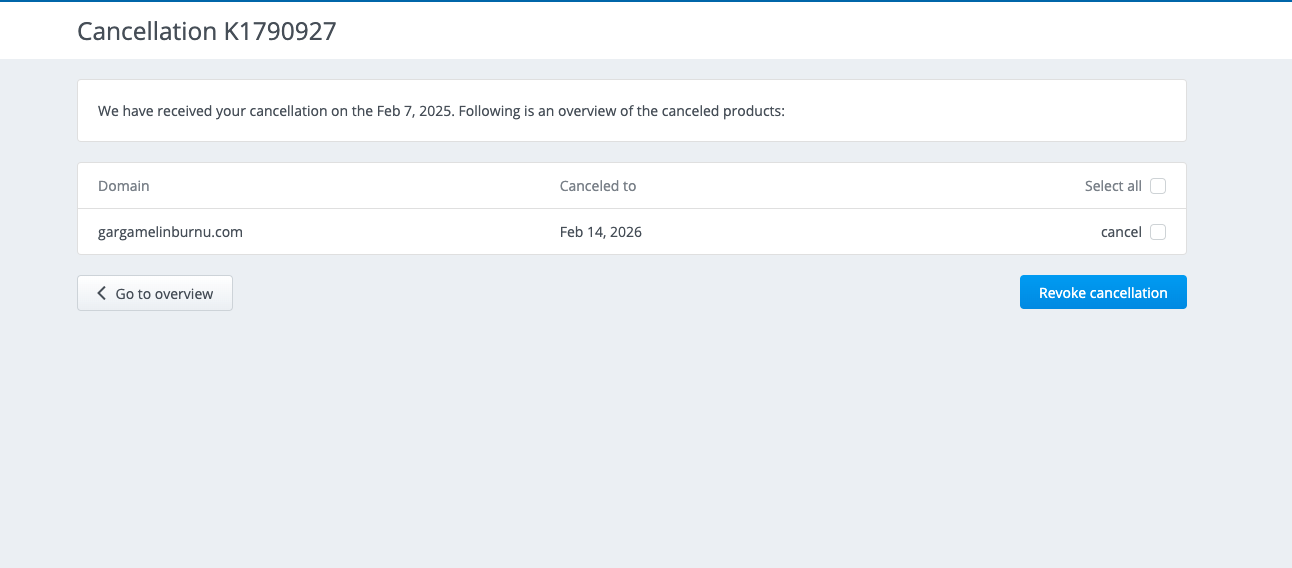 Cancellation K1790927
We have received your cancellation on the Feb 7, 2025. Following is an overview of the canceled products:
Domain Canceled to Select all
gargamelinburnu.com Feb 14, 2026 cancel
Go to overview Revoke cancellation